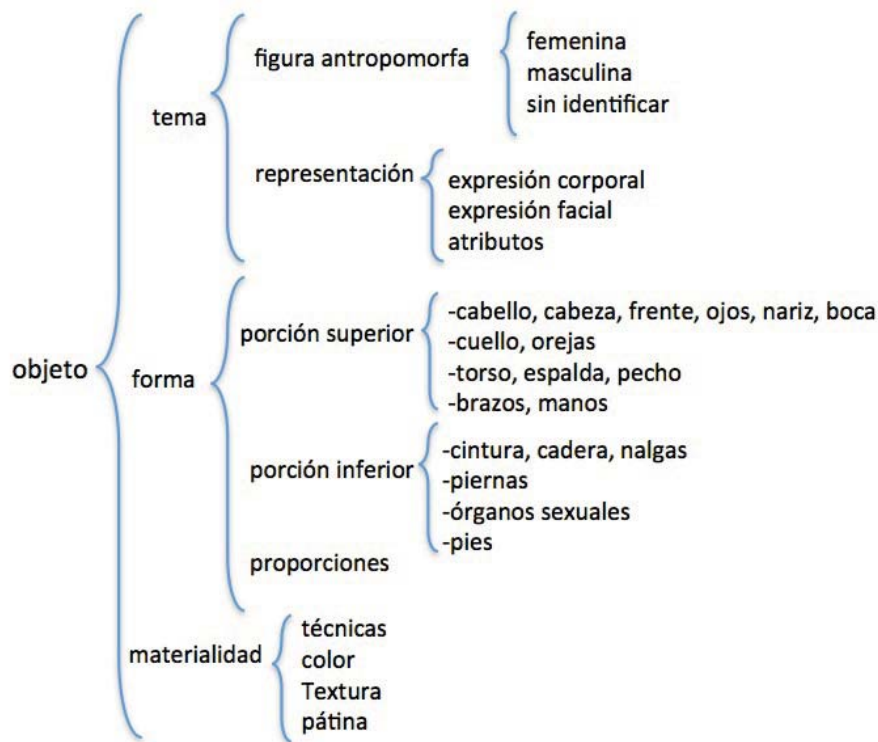 objeto
tema
figura antropomorfa
femenina
masculina
sin identificar
representación
expresión corporal
expresión facial
atributos
forma
porción superior
-cabello, cabeza, frente, ojos, nariz, boca
-cuello, orejas
-torso, espalda, pecho
-brazos, manos
porción inferior
-cintura, cadera, nalgas
-piernas
-órganos sexuales
-pies
proporciones
materialidad
técnicas
color
Textura
pátina